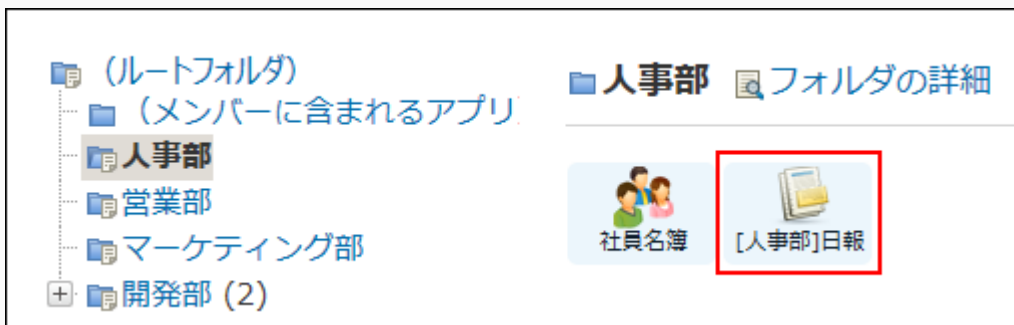 （ルートフォルダ）
（メンバーに含まれるアプリ
人事部
営業部
マーケティング部
開発部 (2)
人事部 フォルダの詳細
社員名簿
[人事部]日報